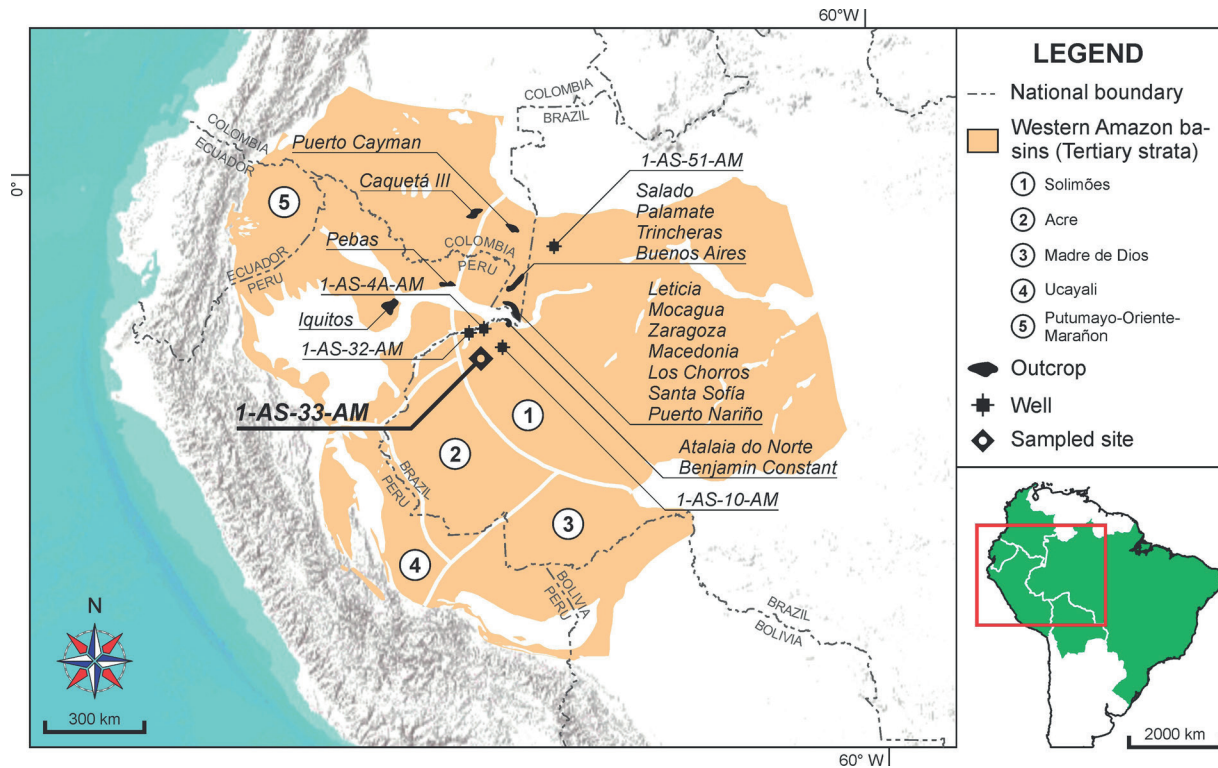 60°W
0°
COLOMBIA
BRAZIL
COLOMBIA
ECUADOR
Puerto Cayman
Caquetá III
1-AS-51-AM
Salado
Palamate
Trincheras
Buenos Aires
5
Pebas
COLOMBIA
PERU
ECUADOR
PERU
1-AS-4A-AM
Iquitos
1-AS-32-AM
Leticia
Mocagua
Zaragoza
Macedonia
Los Chorros
Santa Sofía
Puerto Nariño
1-AS-33-AM
1
Atalaia do Norte
Benjamin Constant
2
BRAZIL
PERU
1-AS-10-AM
3
4
BOLIVIA
PERU
BRAZIL
BOLIVIA
N
300 km
60° W
LEGEND
National boundary
Western Amazon ba-
sins (Tertiary strata)
1 Solimões
2 Acre
3 Madre de Dios
4 Ucayali
5 Putumayo-Oriente-
Marañon
Outcrop
Well
Sampled site
2000 km